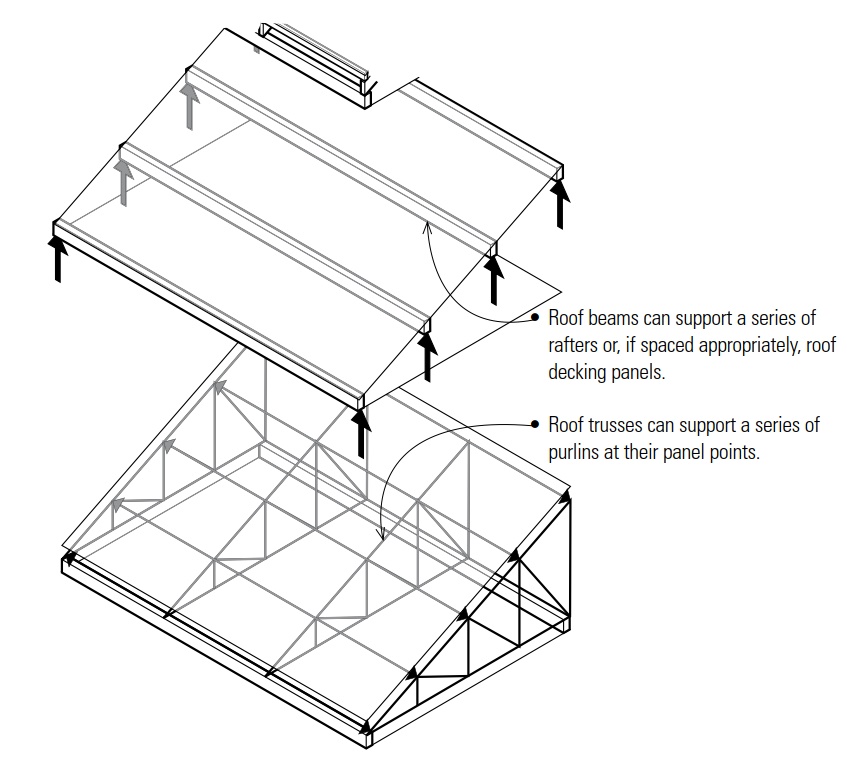 • Roof beams can support a series of
rafters or, if spaced appropriately, roof
decking panels.
• Roof trusses can support a series of
purlins at their panel points.